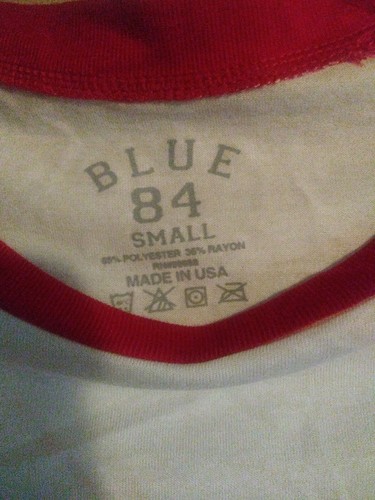 BLUE
84
SMALL
POLYESTER RAYON
MADE IN USA